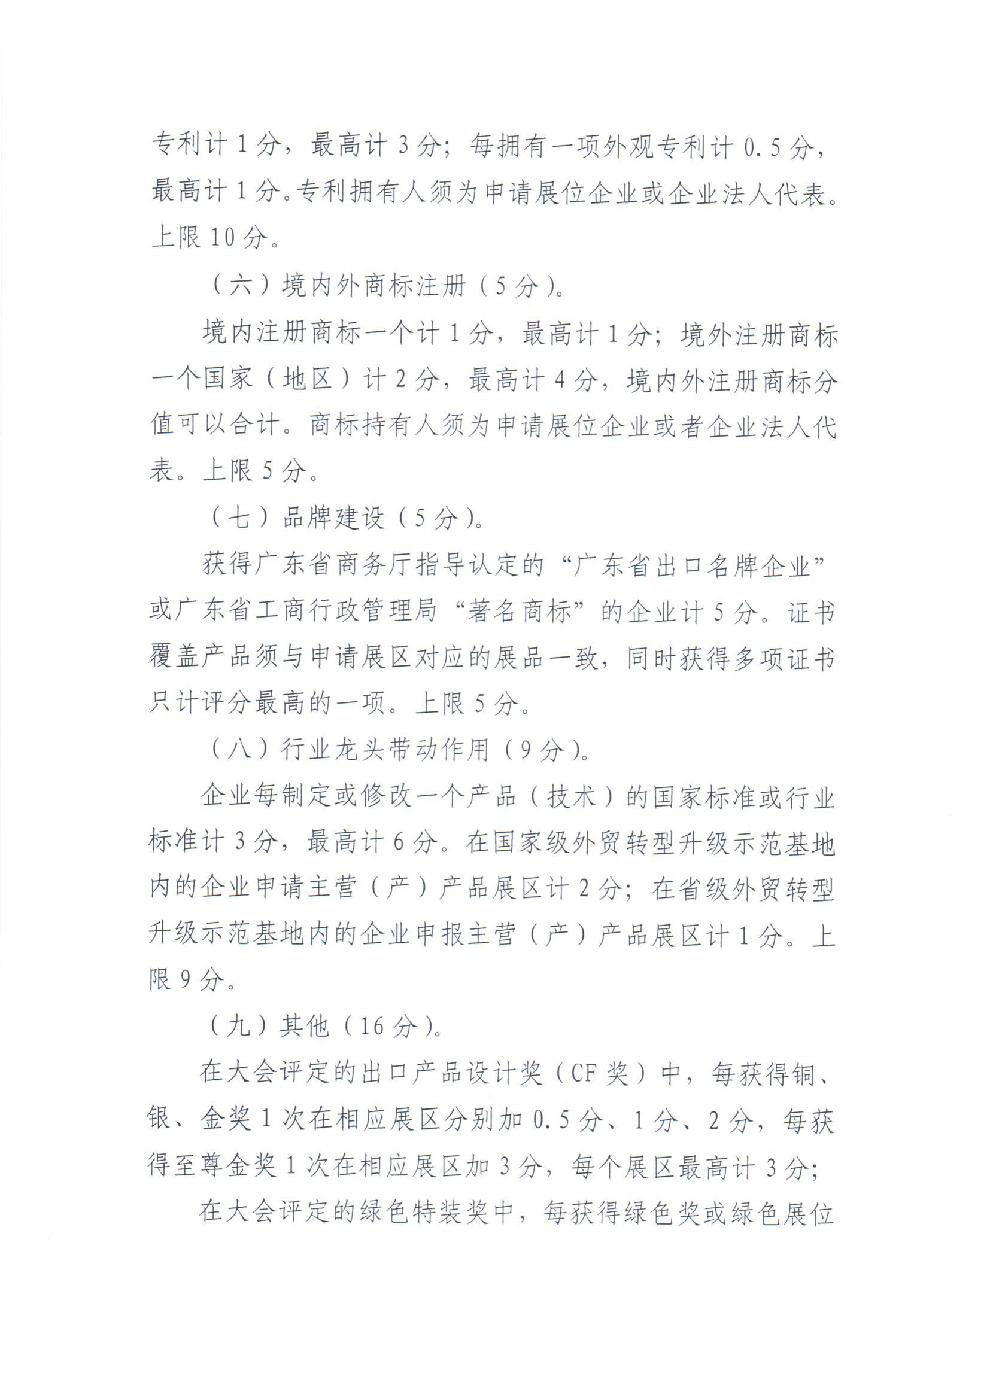 专利计1分，最高计3分；每拥有一项外观专利计0.5分，
最高计1分。专利拥有人须为申请展位企业或企业法人代表。
上限10分。
（六）境内外商标注册（5分）。
境内注册商标一个计1分，最高计1分；境外注册商标
一个国家（地区）计2分，最高计4分，境内外注册商标分
值可以合计。商标持有人须为申请展位企业或者企业法人代
表。上限5分。
（七）品牌建设（5分）。
获得广东省商务厅指导认定的“广东省出口名牌企业”
或广东省工商行政管理局“著名商标”的企业计5分。证书
覆盖产品须与申请展区对应的展品一致，同时获得多项证书
只计评分最高的一项。上限5分。
（八）行业龙头带动作用（9分）。
企业每制定或修改一个产品（技术）的国家标准或行业
标准计3分，最高计6分。在国家级外贸转型升级示范基地
内的企业申请主营（产）产品展区计2分；在省级外贸转型
升级示范基地内的企业申报主营（产）产品展区计1分。上
限9分。
（九）其他（16分）。
在大会评定的出口产品设计奖（CF奖）中，每获得铜、
银、金奖1次在相应展区分别加0.5分、1分、2分，每获
得至尊金奖1次在相应展区加3分，每个展区最高计3分；
在大会评定的绿色特装奖中，每获得绿色奖或绿色展位